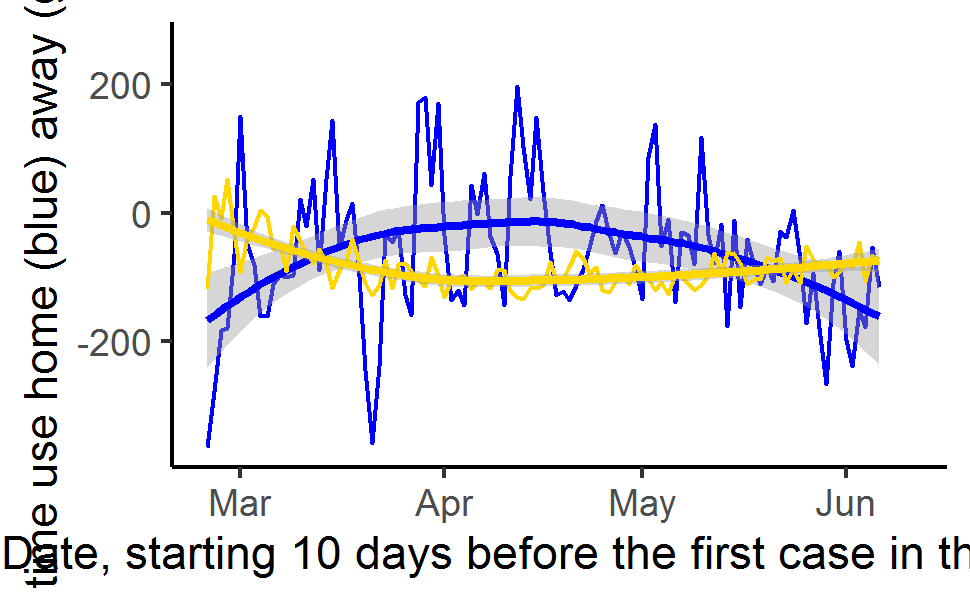 time use home (blue) away (
200
0
-200
Mar Apr May Jun
Date, starting 10 days before the first case in th